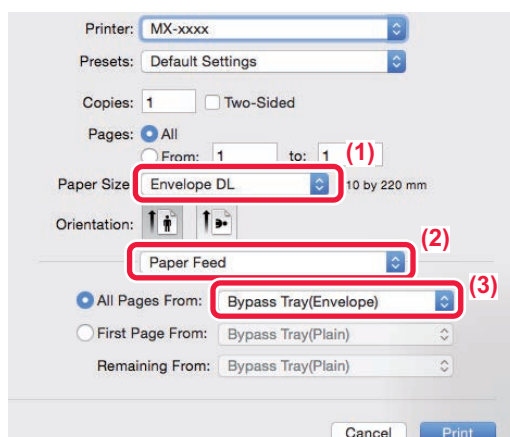 Printer: MX-xxxx
Presets: Default Settings
Copies: 1 Two-Sided
Pages: All
From: 1 to: 1 (1)
Paper Size Envelope DL 10 by 220 mm
Orientation:
(2)
Paper Feed
(3)
All Pages From: Bypass Tray(Envelope)
First Page From: Bypass Tray(Plain)
Remaining From: Bypass Tray(Plain)
Cancel Print